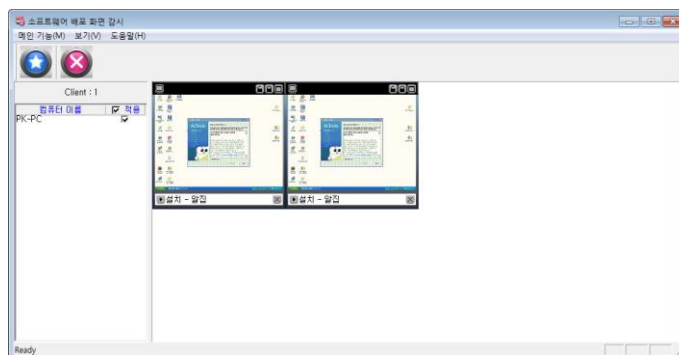 소프트웨어 배포 화면 감시
메인 기능(M) 보기(V) 도움말(H)
Client : 1
컴퓨터 이름 적용
PK-PC
설치 - 알집
설치 - 알집
Ready